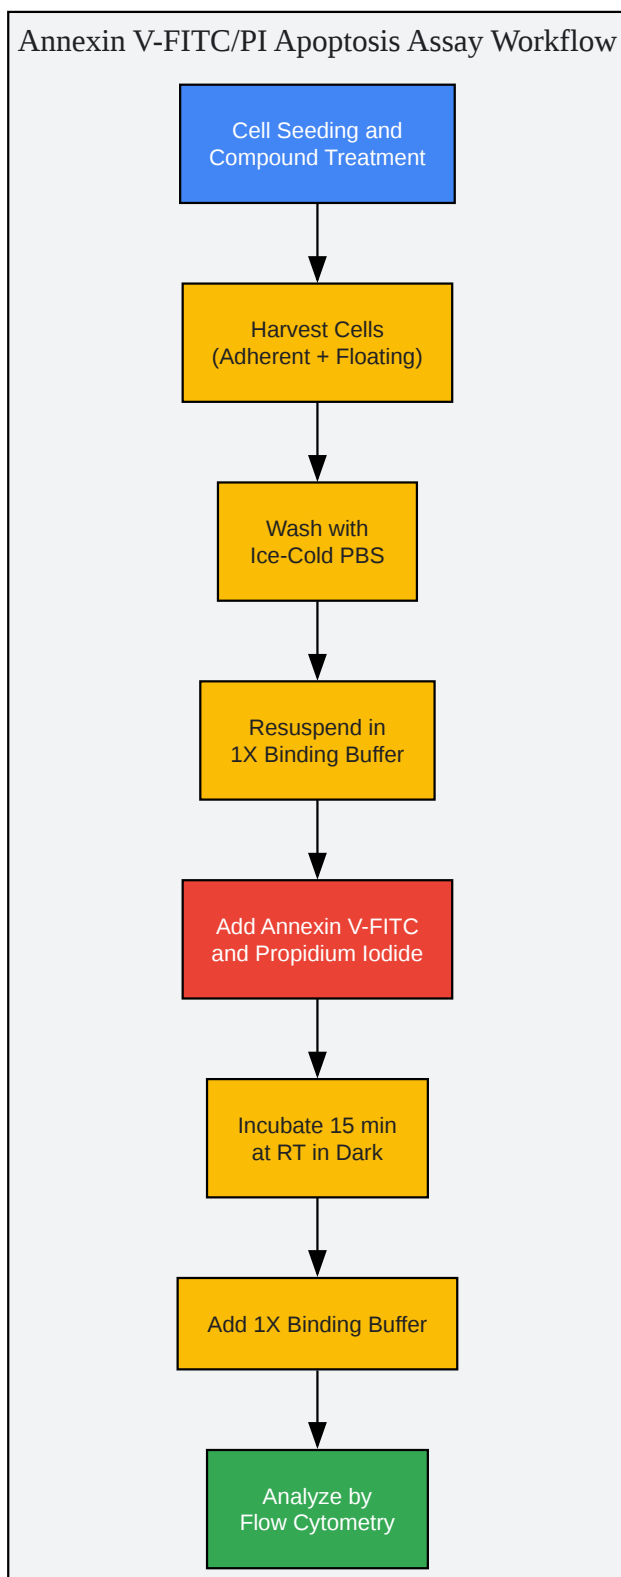 Annexin V-FITC/PI Apoptosis Assay Workflow
Cell Seeding and
Compound Treatment
Harvest Cells
(Adherent + Floating)
Wash with
Ice-Cold PBS
Resuspend in
1X Binding Buffer
Add Annexin V-FITC
and Propidium Iodide
Incubate 15 min
at RT in Dark
Add 1X Binding Buffer
Analyze by
Flow Cytometry